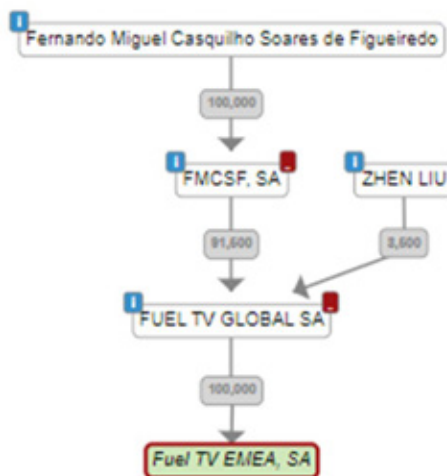 Fernando Miguel Casquilho Soares de Figueiredo
100,000
FMCSF, SA
ZHEN LIU
91,500
3,500
FUEL TV GLOBAL SA
100,000
Fuel TV EMEA, SA